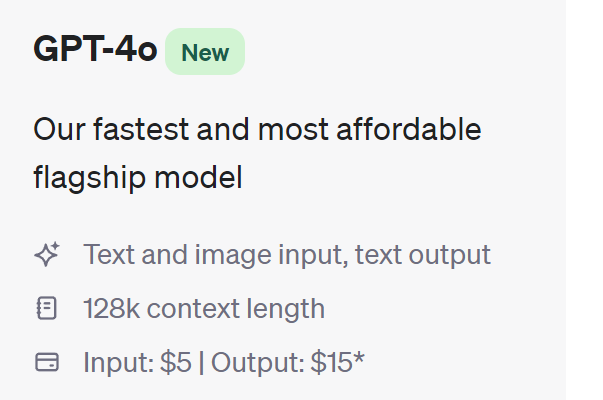 GPT-4o New
Our fastest and most affordable
flagship model
Text and image input, text output
128k context length
Input: $5 | Output: $15*